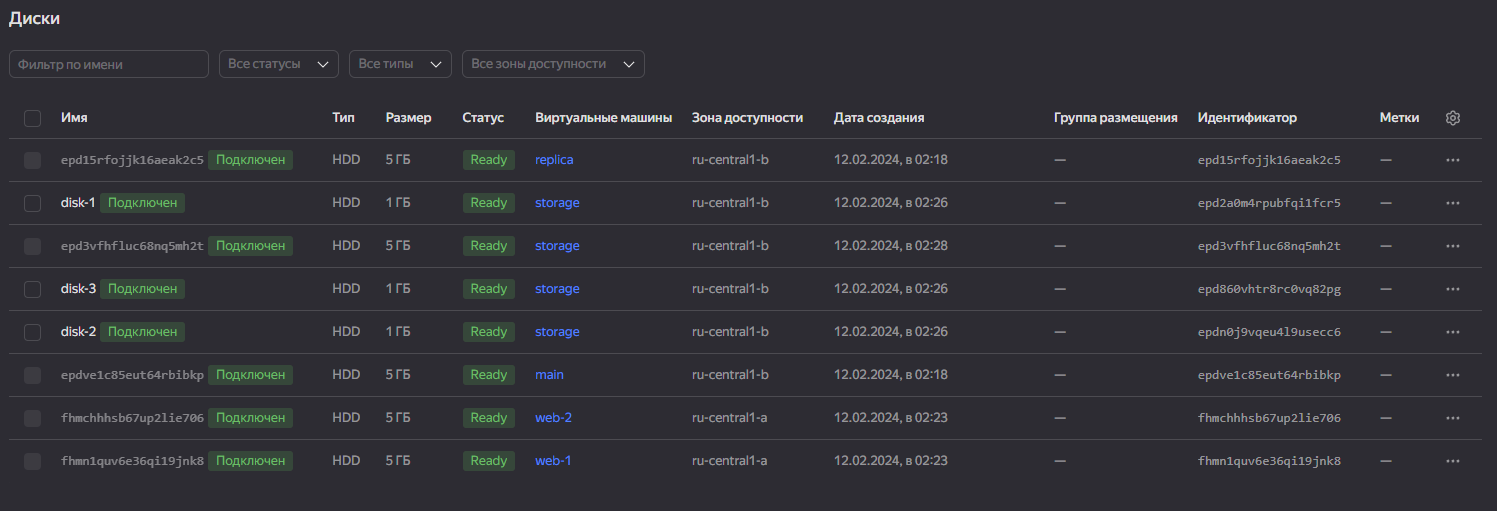 Диски
Фильтр по имени Все статусы Все типы Все зоны доступности
Имя Тип Размер Статус Виртуальные машины Зона доступности Дата создания Группа размещения Идентификатор Метки
epd15rfojjk16aeak2c5 Подключен HDD 5 ГБ Ready replica ru-central1-b 12.02.2024, в 02:18 — epd15rfojjk16aeak2c5 — ···
disk-1 Подключен HDD 1 ГБ Ready storage ru-central1-b 12.02.2024, в 02:26 — epd2a0m4rpubfqi1fcr5 — ···
epd3vfhfluc68nq5mh2t Подключен HDD 5 ГБ Ready storage ru-central1-b 12.02.2024, в 02:28 — epd3vfhfluc68nq5mh2t — ···
disk-3 Подключен HDD 1 ГБ Ready storage ru-central1-b 12.02.2024, в 02:26 — epd860vhtr8rc0vq82pg — ···
disk-2 Подключен HDD 1 ГБ Ready storage ru-central1-b 12.02.2024, в 02:26 — epdn0j9vqeu4l9usecc6 — ···
epdve1c85eut64rbibkp Подключен HDD 5 ГБ Ready main ru-central1-b 12.02.2024, в 02:18 — epdve1c85eut64rbibkp — ···
fhmchhhsb67up2lie706 Подключен HDD 5 ГБ Ready web-2 ru-central1-a 12.02.2024, в 02:23 — fhmchhhsb67up2lie706 — ···
fhmn1quv6e36qi19jnk8 Подключен HDD 5 ГБ Ready web-1 ru-central1-a 12.02.2024, в 02:23 — fhmn1quv6e36qi19jnk8 — ···